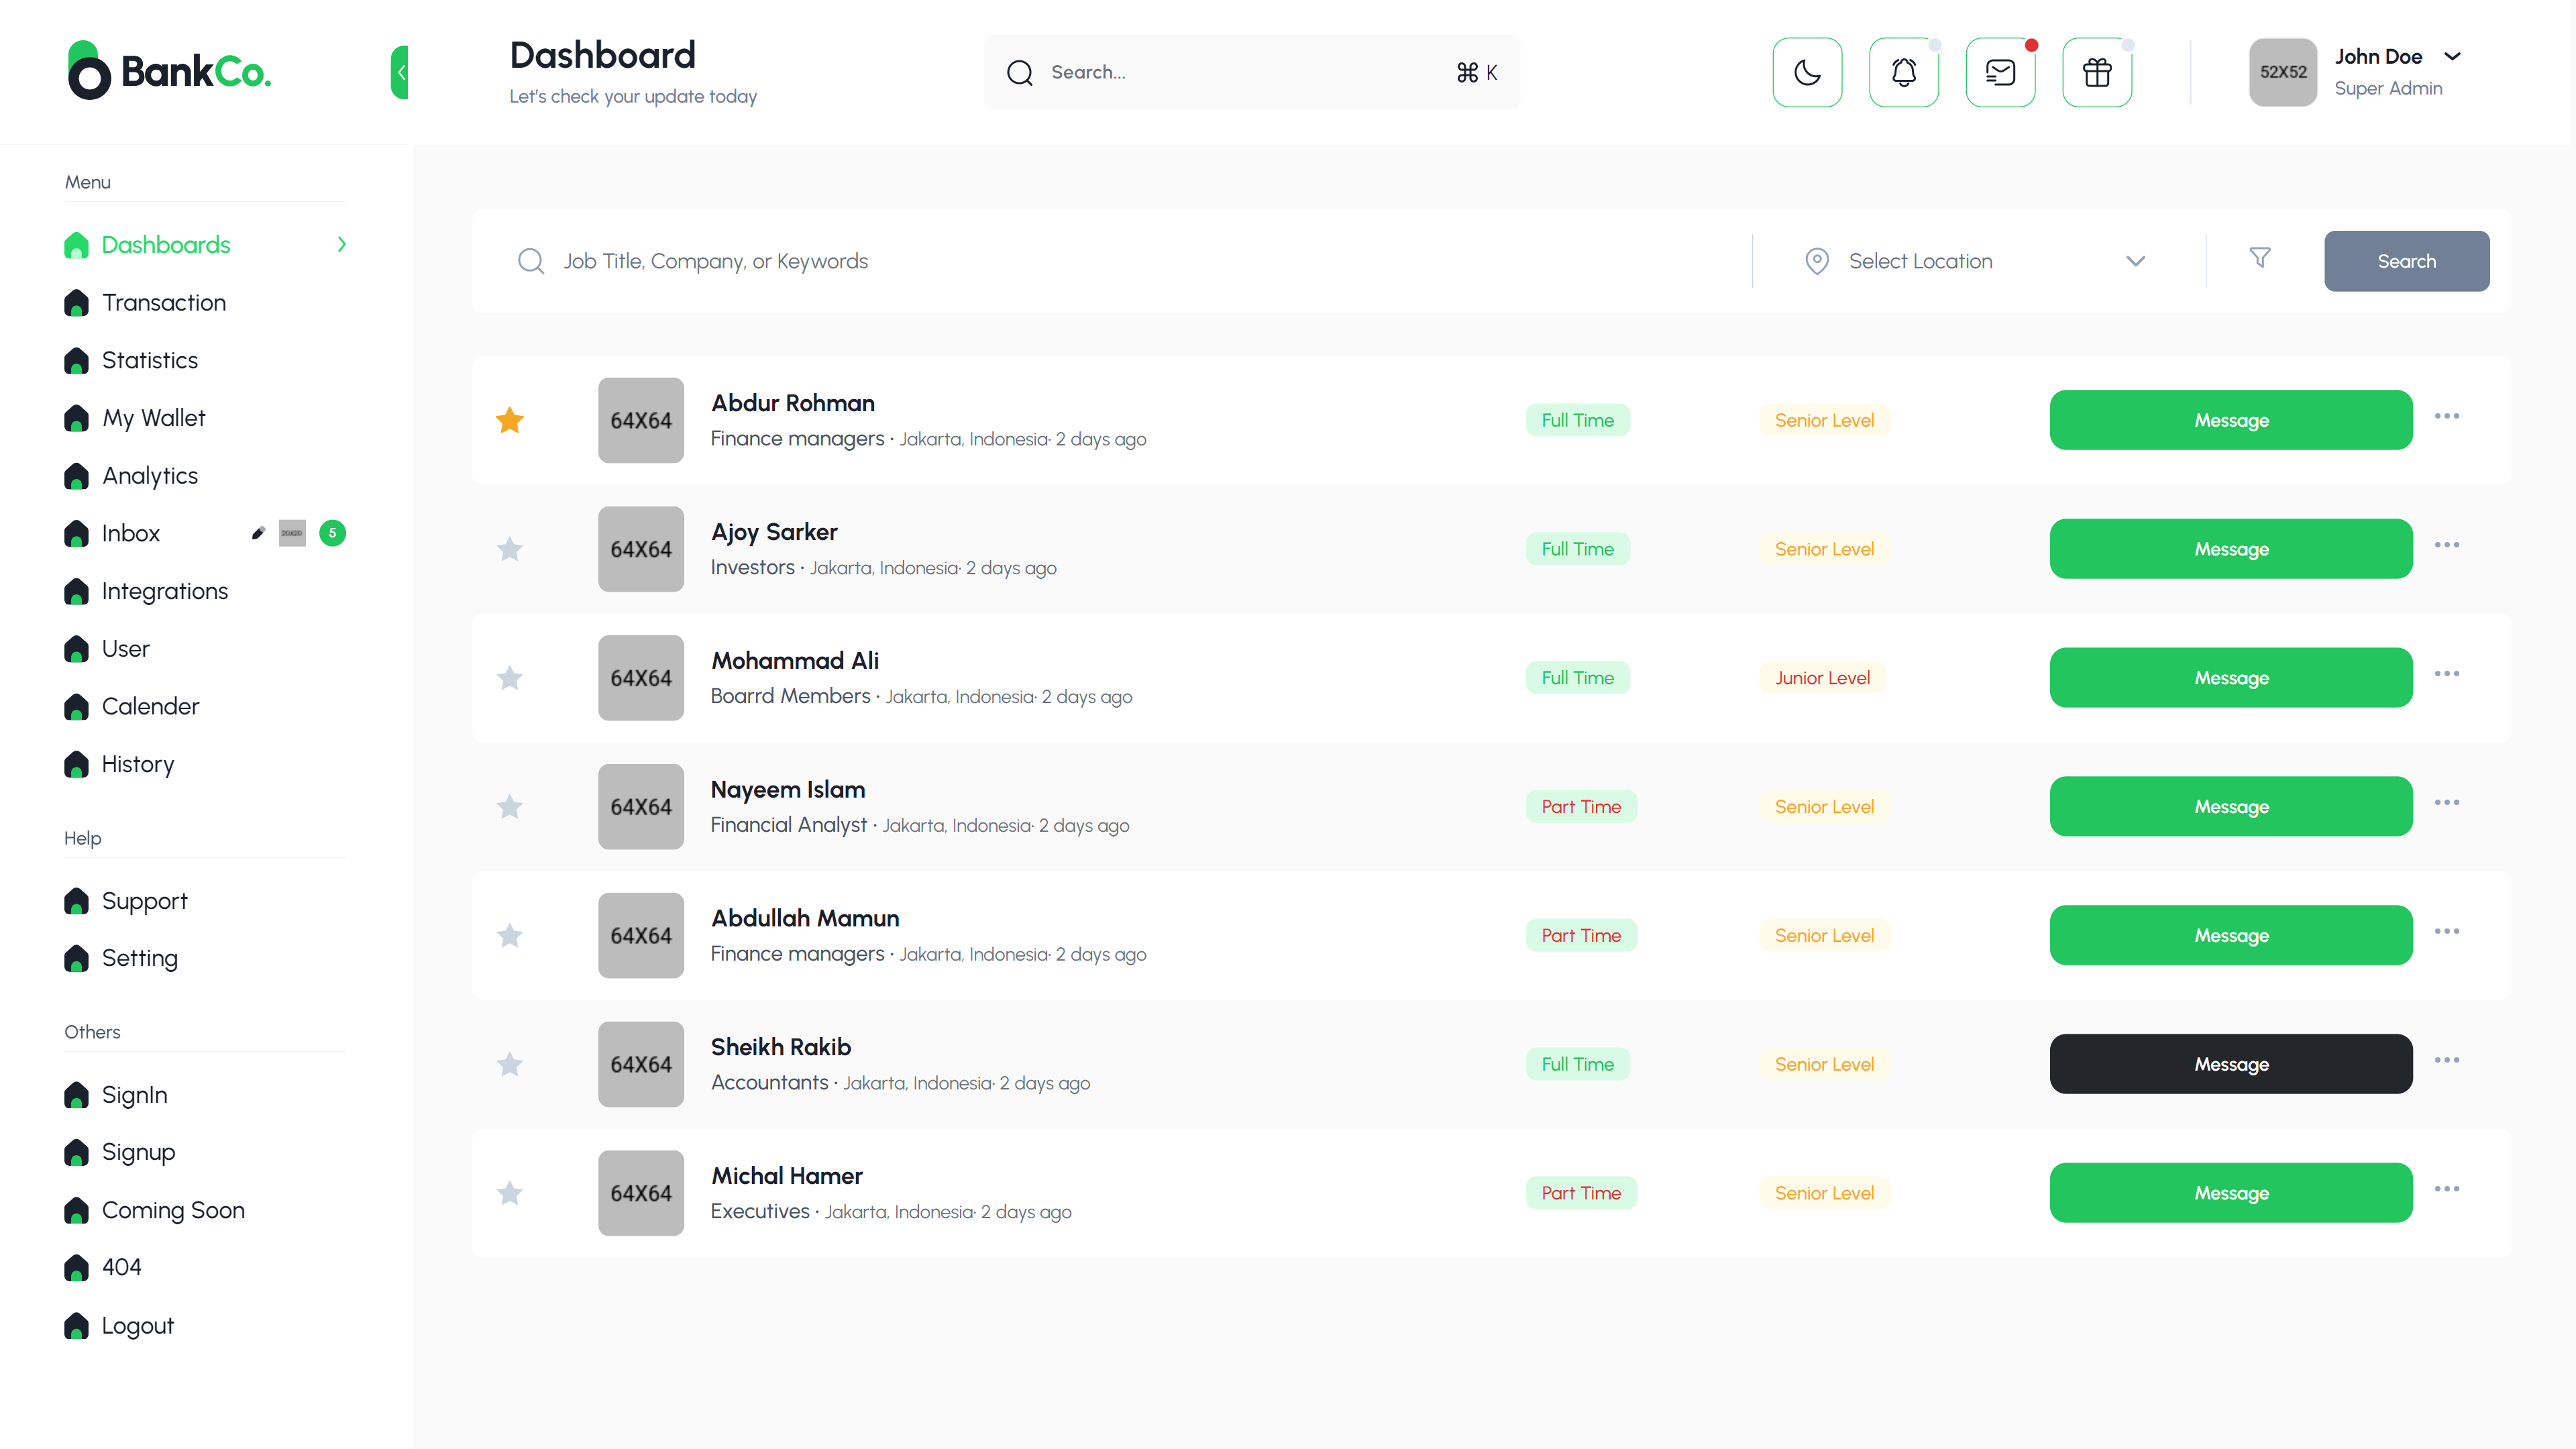 BankCo.
Dashboard
Let's check your update today
Search...
⌘ K
52X52
John Doe
Super Admin
Menu
Dashboards
Transaction
Statistics
My Wallet
Analytics
Inbox
5
Integrations
User
Calender
History
Help
Support
Setting
Others
SignIn
Signup
Coming Soon
404
Logout
Job Title, Company, or Keywords
Select Location
Search
64X64
Abdur Rohman
Finance managers · Jakarta, Indonesia· 2 days ago
Full Time
Senior Level
Message
64X64
Ajoy Sarker
Investors · Jakarta, Indonesia· 2 days ago
Full Time
Senior Level
Message
64X64
Mohammad Ali
Boarrd Members · Jakarta, Indonesia· 2 days ago
Full Time
Junior Level
Message
64X64
Nayeem Islam
Financial Analyst · Jakarta, Indonesia· 2 days ago
Part Time
Senior Level
Message
64X64
Abdullah Mamun
Finance managers · Jakarta, Indonesia· 2 days ago
Part Time
Senior Level
Message
64X64
Sheikh Rakib
Accountants · Jakarta, Indonesia· 2 days ago
Full Time
Senior Level
Message
64X64
Michal Hamer
Executives · Jakarta, Indonesia· 2 days ago
Part Time
Senior Level
Message